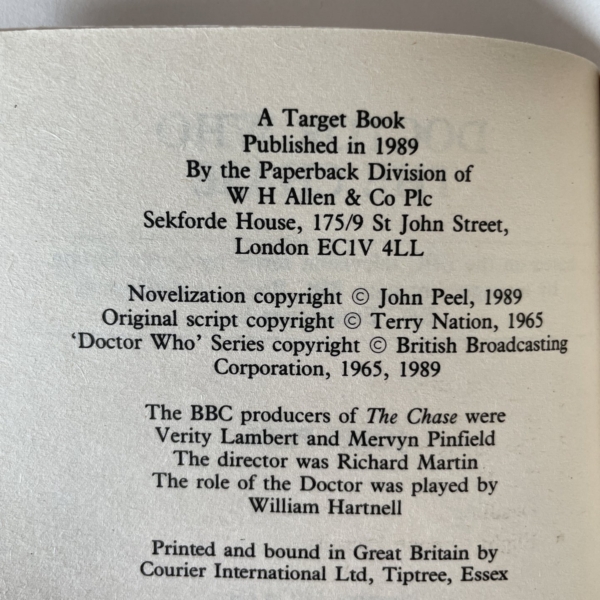 A Target Book
Published in 1989
By the Paperback Division of
W H Allen & Co Plc
Sekforde House, 175/9 St John Street,
London EC1V 4LL
Novelization copyright © John Peel, 1989
Original script copyright © Terry Nation, 1965
‘Doctor Who’ Series copyright © British Broadcasting
Corporation, 1965, 1989
The BBC producers of The Chase were
Verity Lambert and Mervyn Pinfield
The director was Richard Martin
The role of the Doctor was played by
William Hartnell
Printed and bound in Great Britain by
Courier International Ltd, Tiptree, Essex